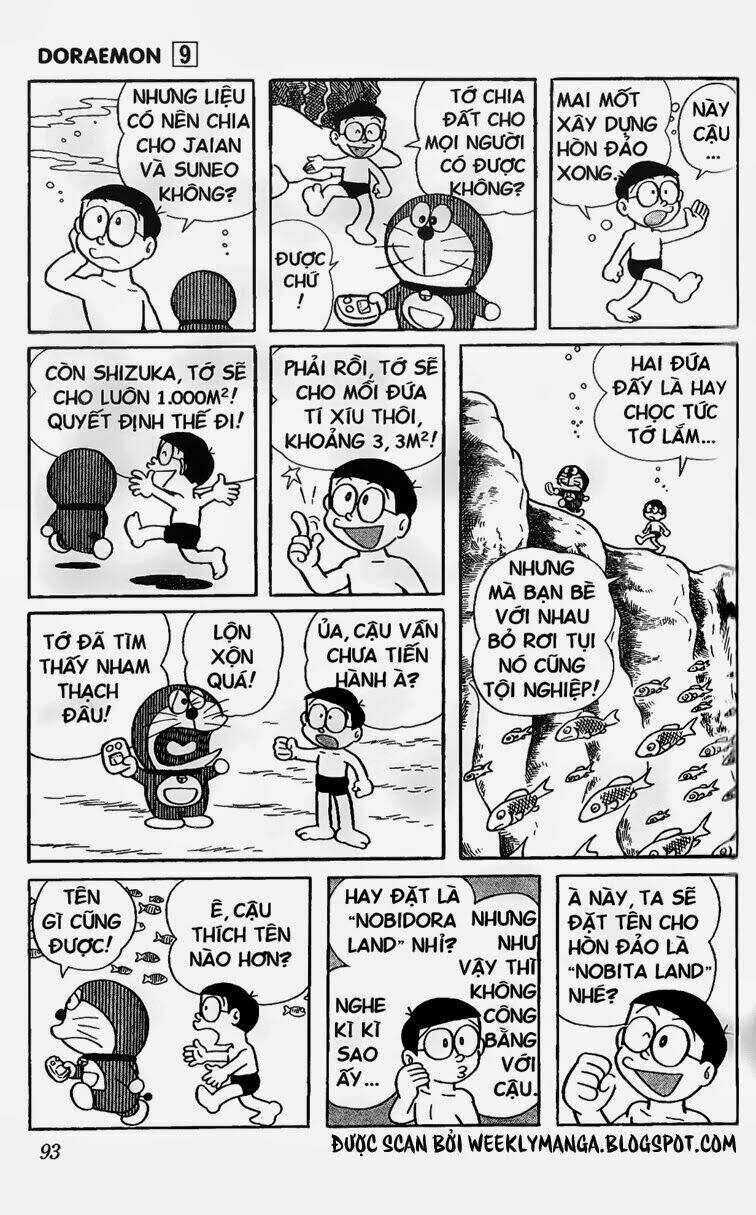 DORAEMON 9
NÀY
CẬU
...
MAI MỐT
XÂY DỰNG
HÒN ĐẢO
XONG.
TỚ CHIA
ĐẤT CHO
MỌI NGƯỜI
CÓ ĐƯỢC
KHÔNG?
ĐƯỢC
CHỨ
!
NHƯNG LIỆU
CÓ NÊN CHIA
CHO JAIAN
VÀ SUNEO
KHÔNG?
HAI ĐỨA
ĐẤY LÀ HAY
CHỌC TỨC
TỚ LẮM...
NHƯNG
MÀ BẠN BÈ
VỚI NHAU
BỎ RƠI TỤI
NÓ CŨNG
TỘI NGHIỆP!
PHẢI RỒI, TỚ SẼ
CHO MỖI ĐỨA
TÍ XÍU THÔI,
KHOẢNG 3, 3M²!
CÒN SHIZUKA, TỚ SẼ
CHO LUÔN 1.000M²!
QUYẾT ĐỊNH THẾ ĐI!
ỦA, CẬU VẪN
CHƯA TIẾN
HÀNH À?
LỘN
XỘN
QUÁ!
TỚ ĐÃ TÌM
THẤY NHAM
THẠCH
ĐÂU!
À NÀY, TA SẼ
ĐẶT TÊN CHO
HÒN ĐẢO LÀ
"NOBITA LAND"
NHÉ?
NHƯNG
NHƯ
VẬY THÌ
KHÔNG
CÔNG
BẰNG
VỚI
CẬU.
HAY ĐẶT LÀ
"NOBIDORA
LAND" NHỈ?
NGHE
KÌ KÌ
SAO
ẤY...
Ê, CẬU
THÍCH TÊN
NÀO HƠN?
TÊN
GÌ CŨNG
ĐƯỢC!
93
ĐƯỢC SCAN BỞI WEEKLYMANGA.BLOGSPOT.COM